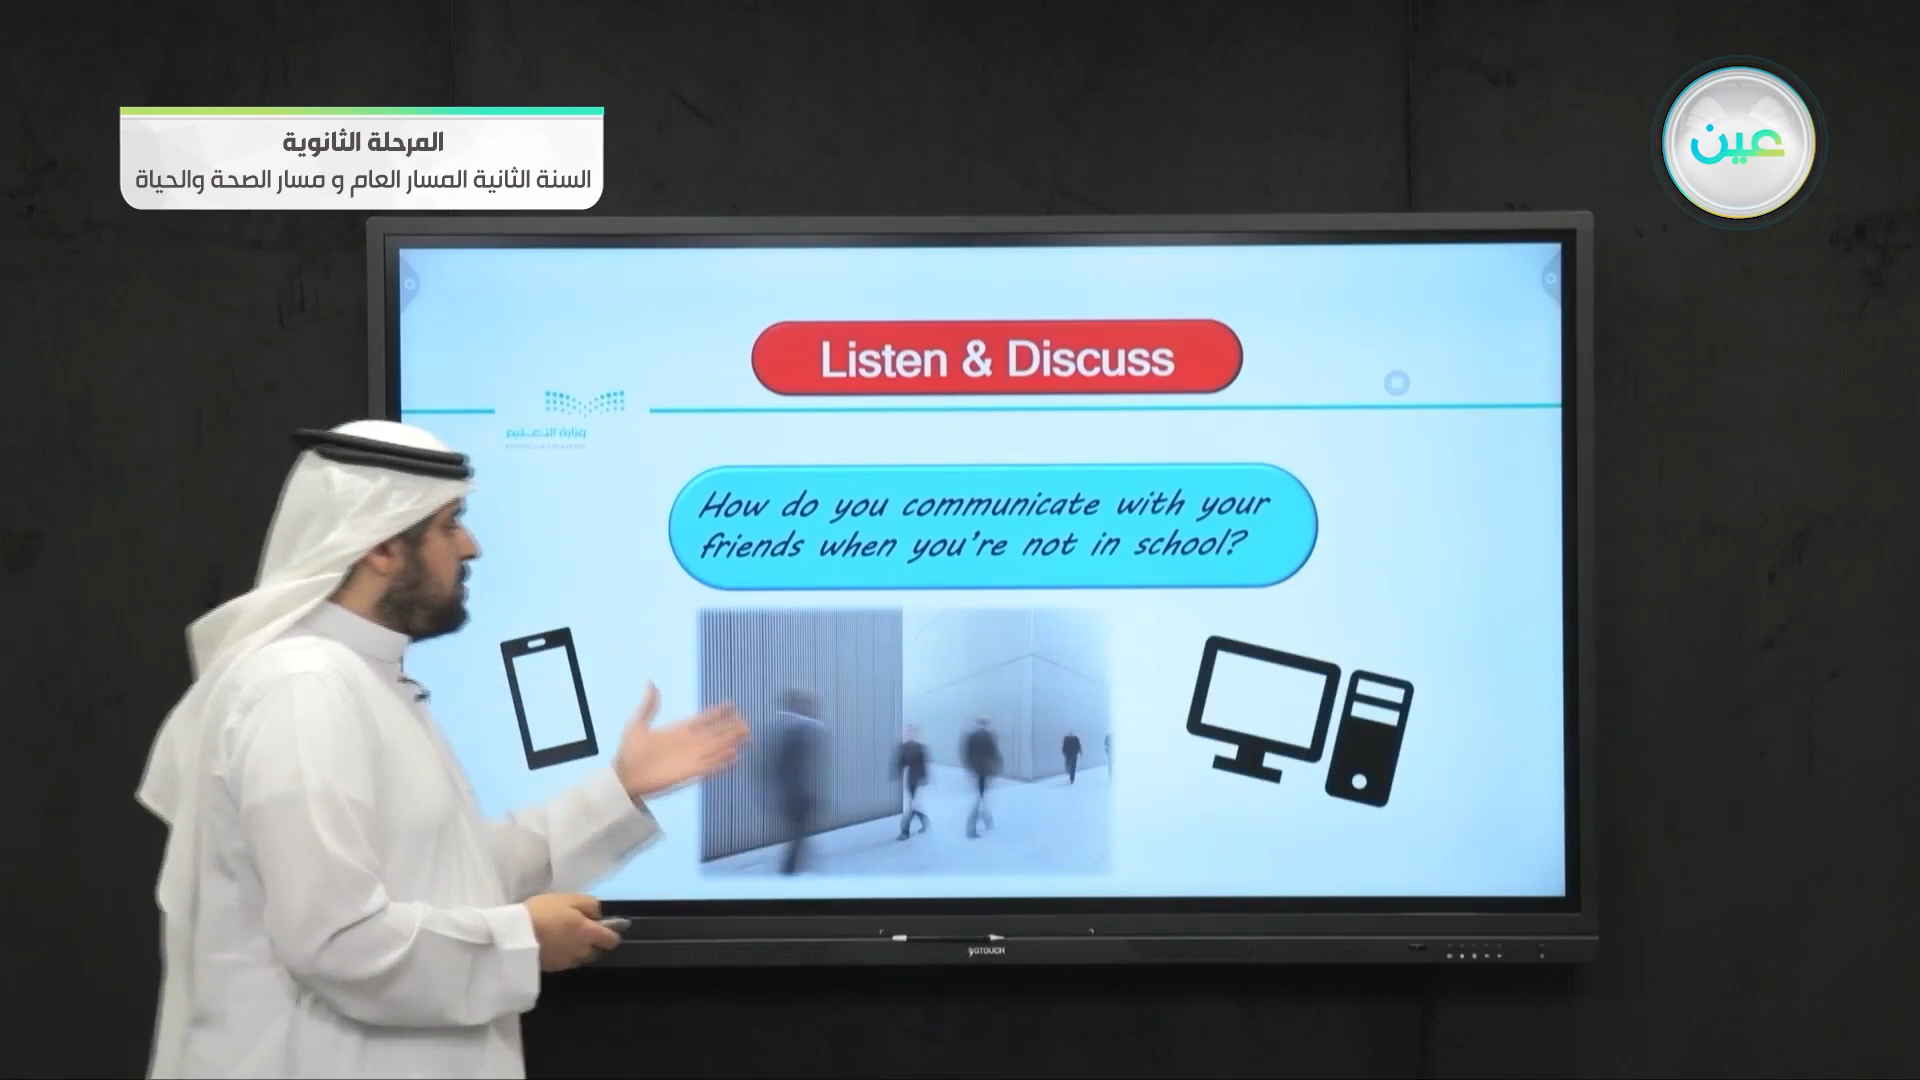 المرحلة الثانوية
السنة الثانية المسار العام و مسار الصحة والحياة
عين
Listen & Discuss
وزارة التعليم
How do you communicate with your
friends when you're not in school?